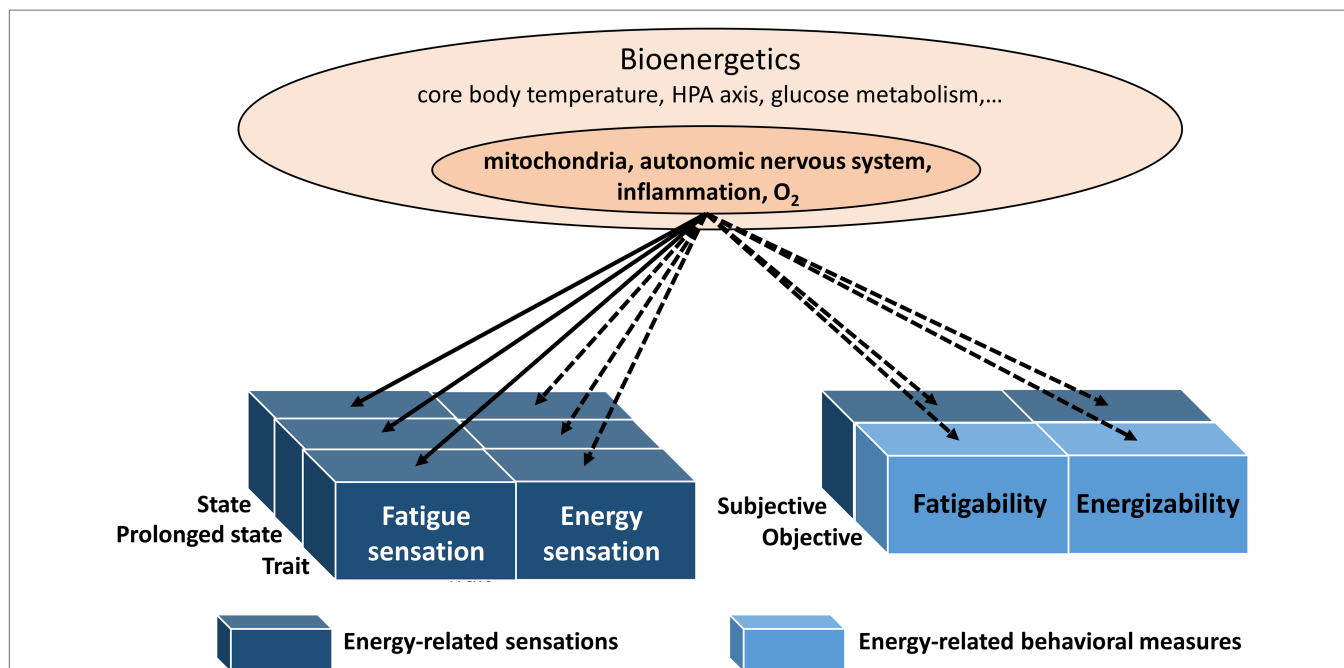 Bioenergetics
core body temperature, HPA axis, glucose metabolism,...
mitochondria, autonomic nervous system,
inflammation, O₂
State
Prolonged state
Trait
Fatigue
sensation
Energy
sensation
Subjective
Objective
Fatigability
Energizability
Energy-related sensations
Energy-related behavioral measures